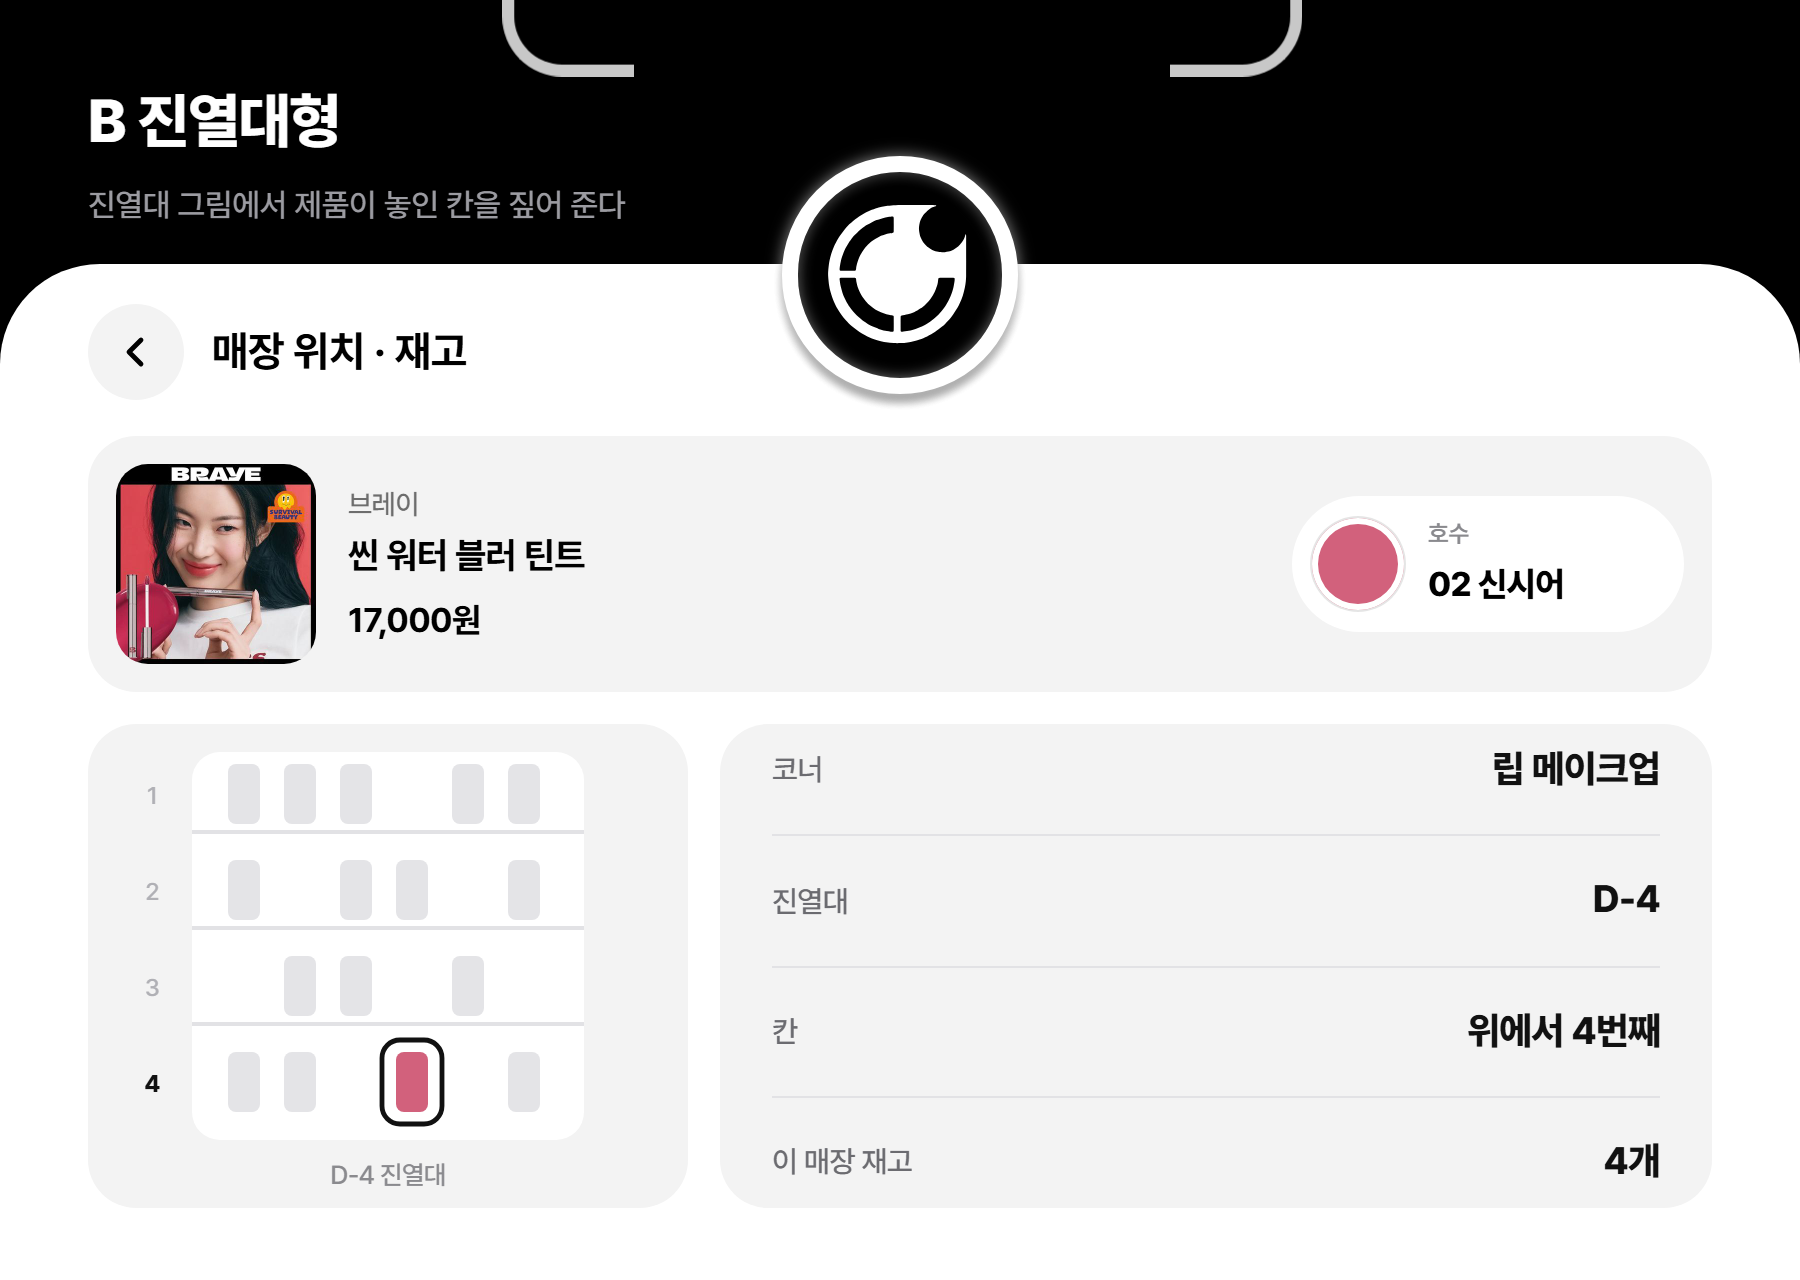 B 진열대형
진열대 그림에서 제품이 놓인 칸을 짚어 준다
매장 위치 · 재고
BRAYE
SURVIVAL
BEAUTY
브레이
씬 워터 블러 틴트
17,000원
호수
02 신시어
1
2
3
4
D-4 진열대
코너
립 메이크업
진열대
D-4
칸
위에서 4번째
이 매장 재고
4개